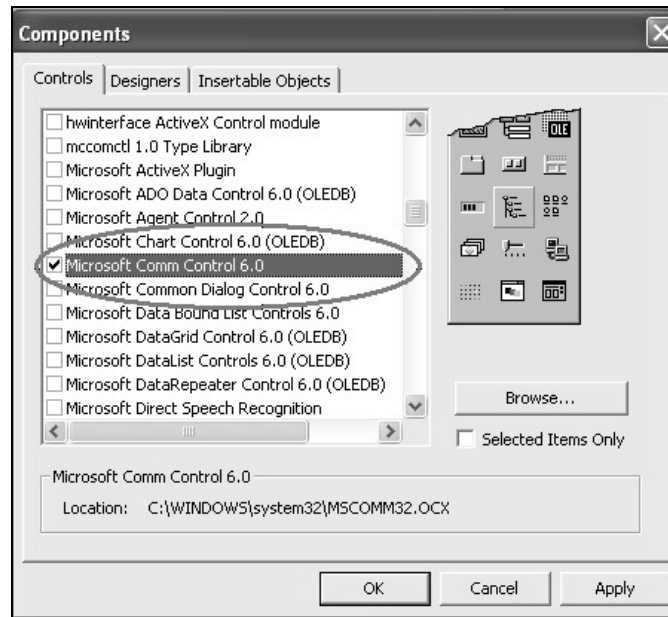 Components
Controls
Designers
Insertable Objects
hwinterface ActiveX Control module
mccomctl 1.0 Type Library
Microsoft ActiveX Plugin
Microsoft ADO Data Control 6.0 (OLEDB)
Microsoft Agent Control 2.0
Microsoft Chart Control 6.0 (OLEDB)
Microsoft Comm Control 6.0
Microsoft Common Dialog Control 6.0
Microsoft Data Bound List Controls 6.0
Microsoft DataGrid Control 6.0 (OLEDB)
Microsoft DataList Controls 6.0 (OLEDB)
Microsoft DataRepeater Control 6.0 (OLEDB)
Microsoft Direct Speech Recognition
OLE
Browse...
Selected Items Only
Microsoft Comm Control 6.0
Location: C:\WINDOWS\system32\MSCOMM32.OCX
OK
Cancel
Apply